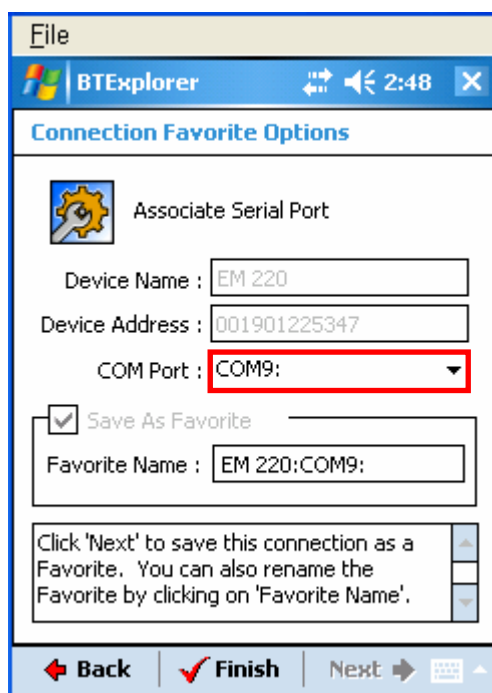 File
BTExplorer 2:48
Connection Favorite Options
Associate Serial Port
Device Name : EM 220
Device Address : 001901225347
COM Port : COM9:
Save As Favorite
Favorite Name : EM 220:COM9:
Click 'Next' to save this connection as a
Favorite. You can also rename the
Favorite by clicking on 'Favorite Name'.
Back Finish Next